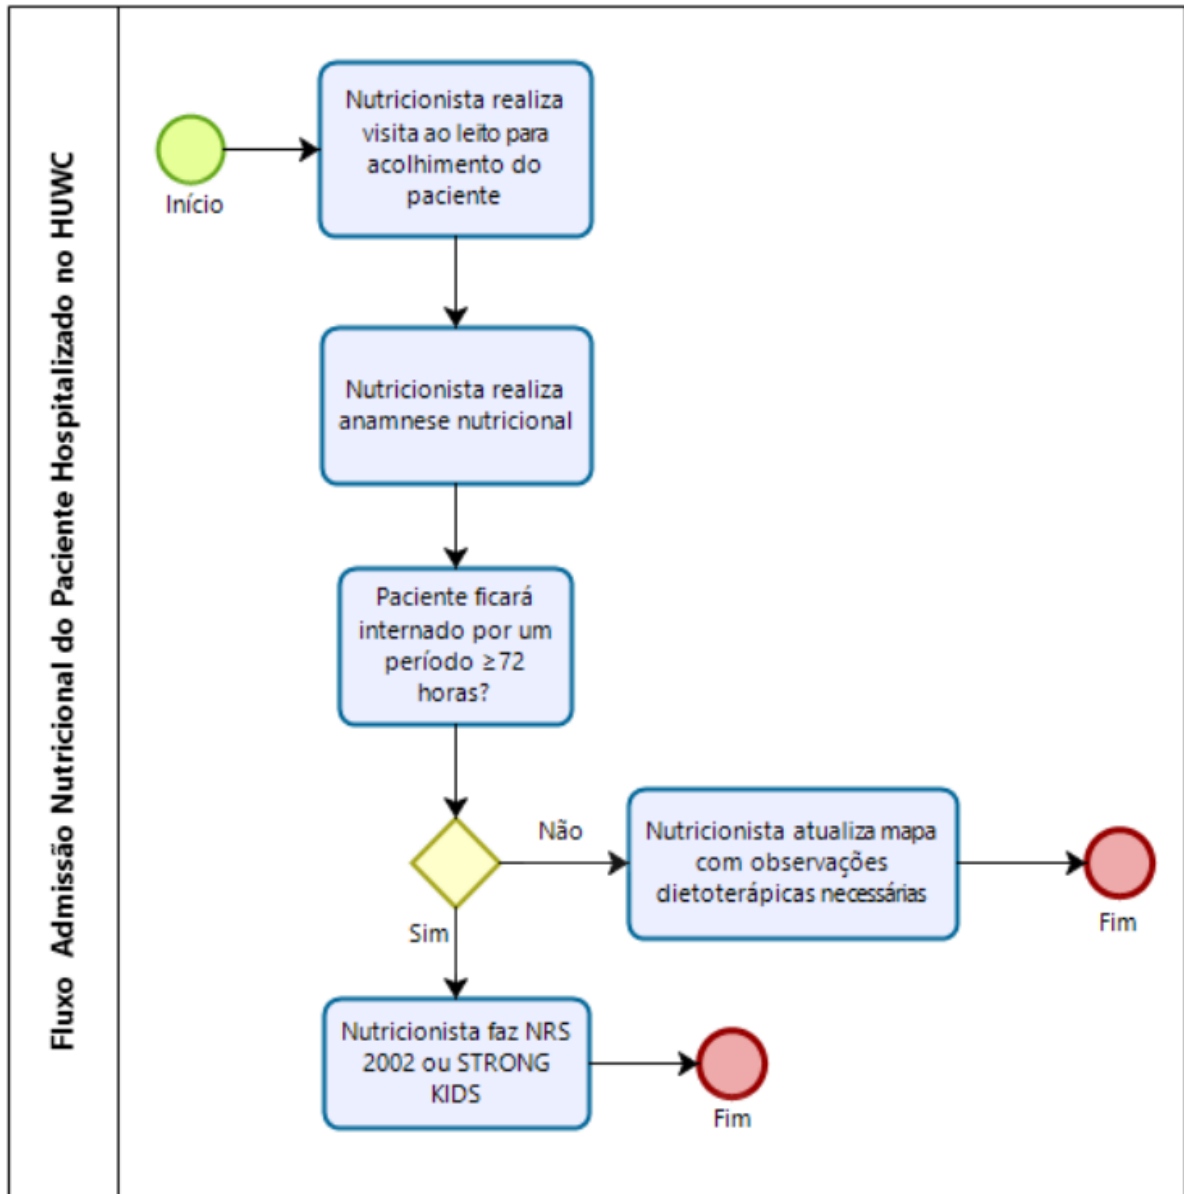 Fluxo Admissão Nutricional do Paciente Hospitalizado no HUWC
Início
Nutricionista realiza
visita ao leito para
acolhimento do
paciente
Nutricionista realiza
anamnese nutricional
Paciente ficará
internado por um
período ≥72
horas?
Não
Nutricionista atualiza mapa
com observações
dietoterápicas necessárias
Fim
Sim
Nutricionista faz NRS
2002 ou STRONG
KIDS
Fim